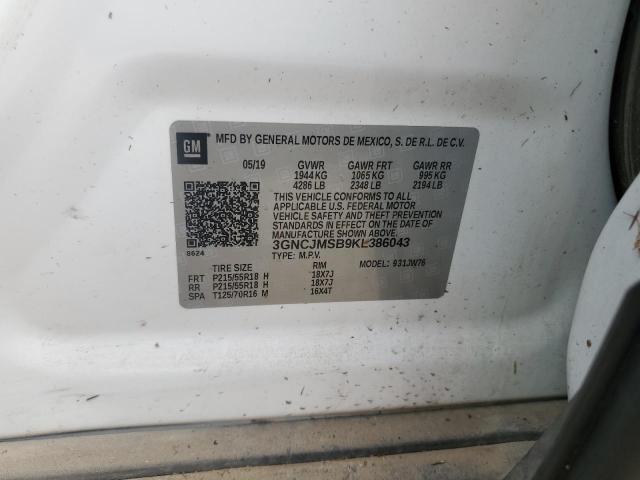 GM
MFD BY GENERAL MOTORS DE MEXICO, S. DE R.L. DE C.V.
05/19 GVWR GAWR FRT GAWR RR
1944 KG 1065 KG 995 KG
4286 LB 2348 LB 2194 LB
THIS VEHICLE CONFORMS TO ALL
APPLICABLE U.S. FEDERAL MOTOR
VEHICLE SAFETY AND THEFT PREVENTION
STANDARDS IN EFFECT ON THE DATE OF
MANUFACTURE SHOWN ABOVE.
3GNCJMSB9KL386043
8624
TYPE: M.P.V. MODEL: 931JW76
TIRE SIZE RIM
FRT P215/55R18 H 18X7J
RR P215/55R18 H 18X7J
SPA T125/70R16 M 16X4T